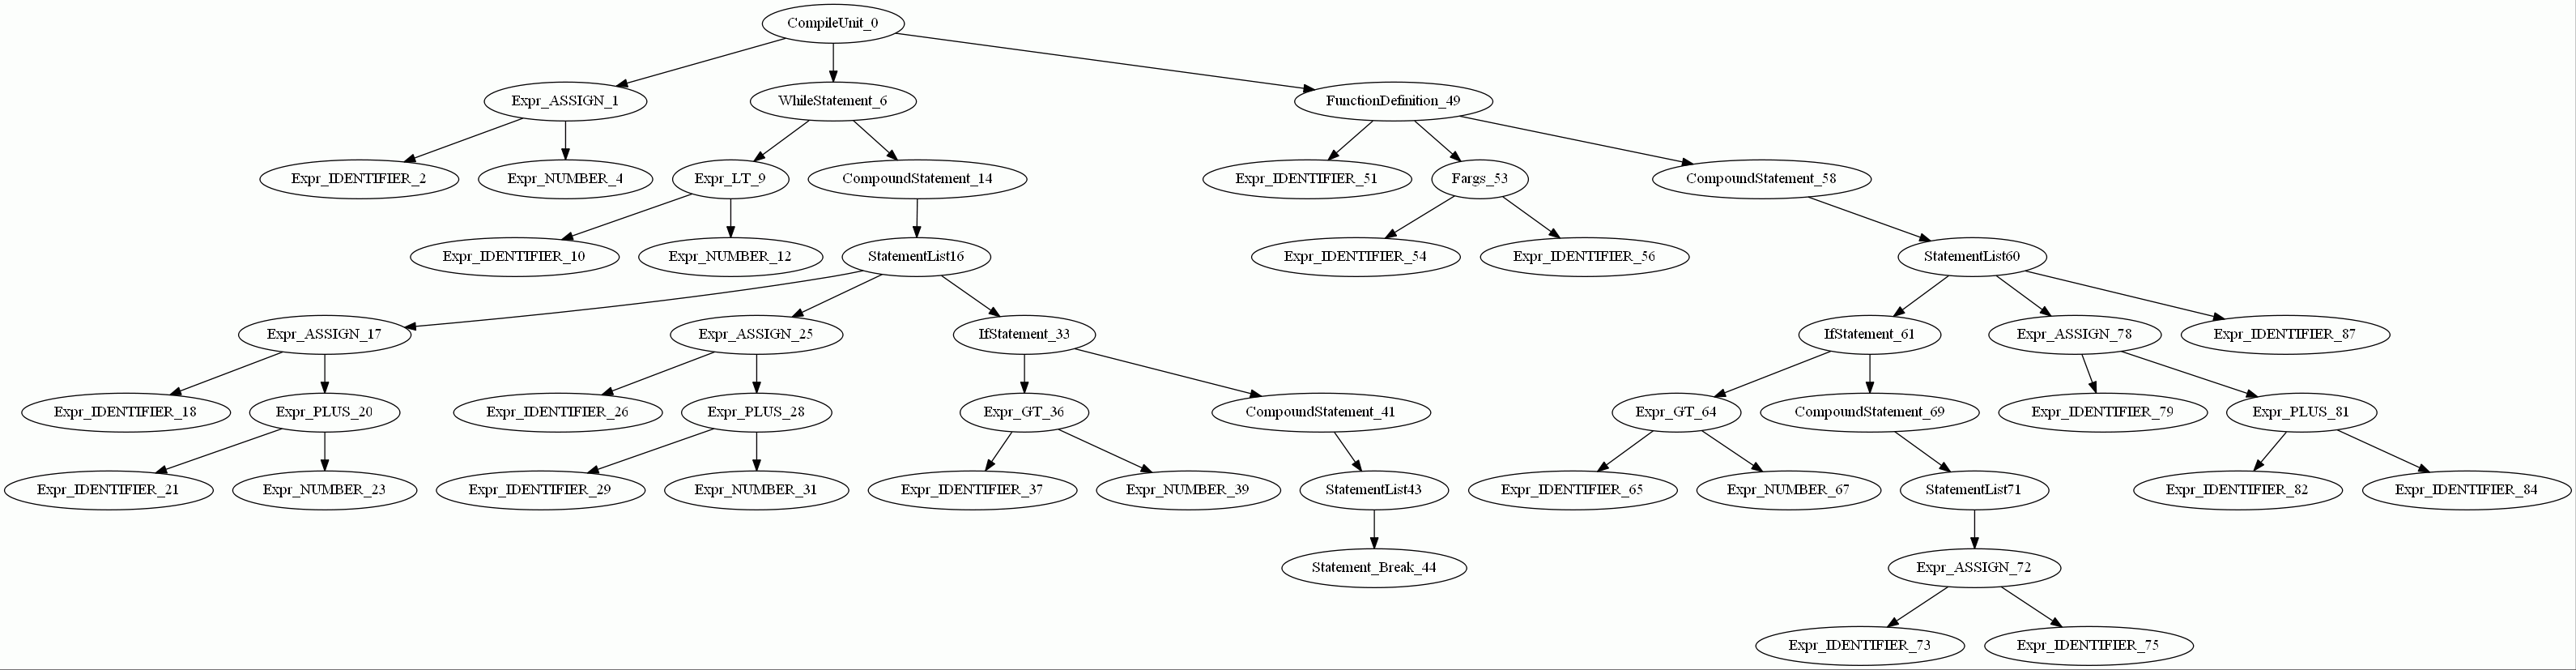 CompileUnit_0
Expr_ASSIGN_1
WhileStatement_6
FunctionDefinition_49
Expr_IDENTIFIER_2
Expr_NUMBER_4
Expr_LT_9
CompoundStatement_14
Expr_IDENTIFIER_51
Fargs_53
CompoundStatement_58
Expr_IDENTIFIER_10
Expr_NUMBER_12
StatementList16
Expr_IDENTIFIER_54
Expr_IDENTIFIER_56
StatementList60
Expr_ASSIGN_17
Expr_ASSIGN_25
IfStatement_33
IfStatement_61
Expr_ASSIGN_78
Expr_IDENTIFIER_87
Expr_IDENTIFIER_18
Expr_PLUS_20
Expr_IDENTIFIER_26
Expr_PLUS_28
Expr_GT_36
CompoundStatement_41
Expr_GT_64
CompoundStatement_69
Expr_IDENTIFIER_79
Expr_PLUS_81
Expr_IDENTIFIER_21
Expr_NUMBER_23
Expr_IDENTIFIER_29
Expr_NUMBER_31
Expr_IDENTIFIER_37
Expr_NUMBER_39
StatementList43
Expr_IDENTIFIER_65
Expr_NUMBER_67
StatementList71
Expr_IDENTIFIER_82
Expr_IDENTIFIER_84
Statement_Break_44
Expr_ASSIGN_72
Expr_IDENTIFIER_73
Expr_IDENTIFIER_75